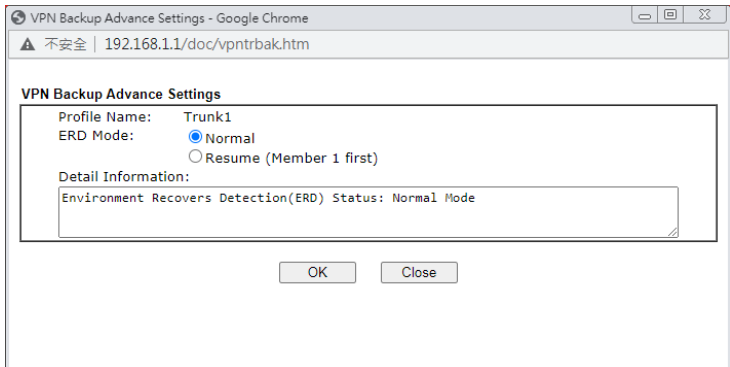 VPN Backup Advance Settings - Google Chrome
不安全 | 192.168.1.1/doc/vpntrbak.htm
VPN Backup Advance Settings
Profile Name: Trunk1
ERD Mode: Normal
Resume (Member 1 first)
Detail Information:
Environment Recovers Detection(ERD) Status: Normal Mode
OK Close